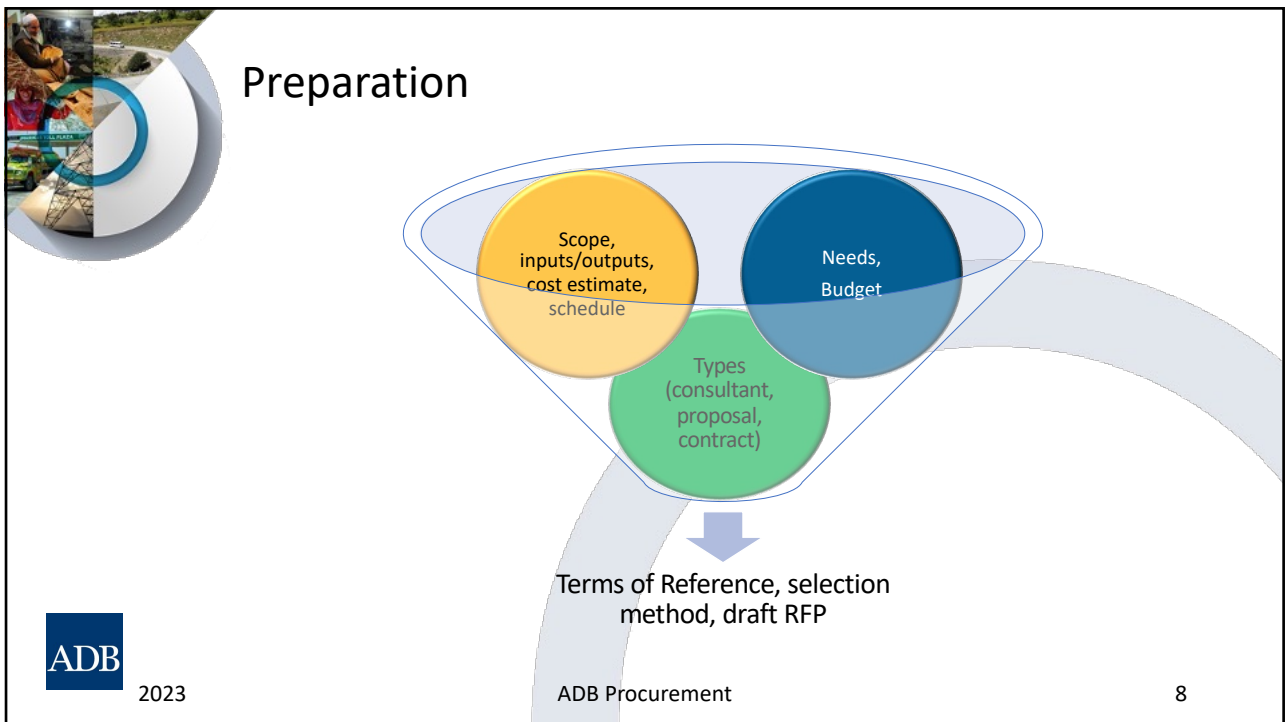 Preparation
Scope,
inputs/outputs,
cost estimate,
schedule
Needs,
Budget
Types
(consultant,
proposal,
contract)
Terms of Reference, selection
method, draft RFP
ADB
2023
ADB Procurement
8